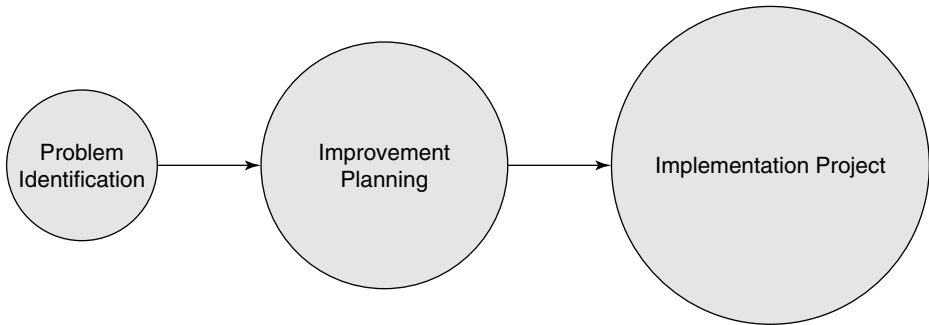 Problem
Identification
Improvement
Planning
Implementation Project